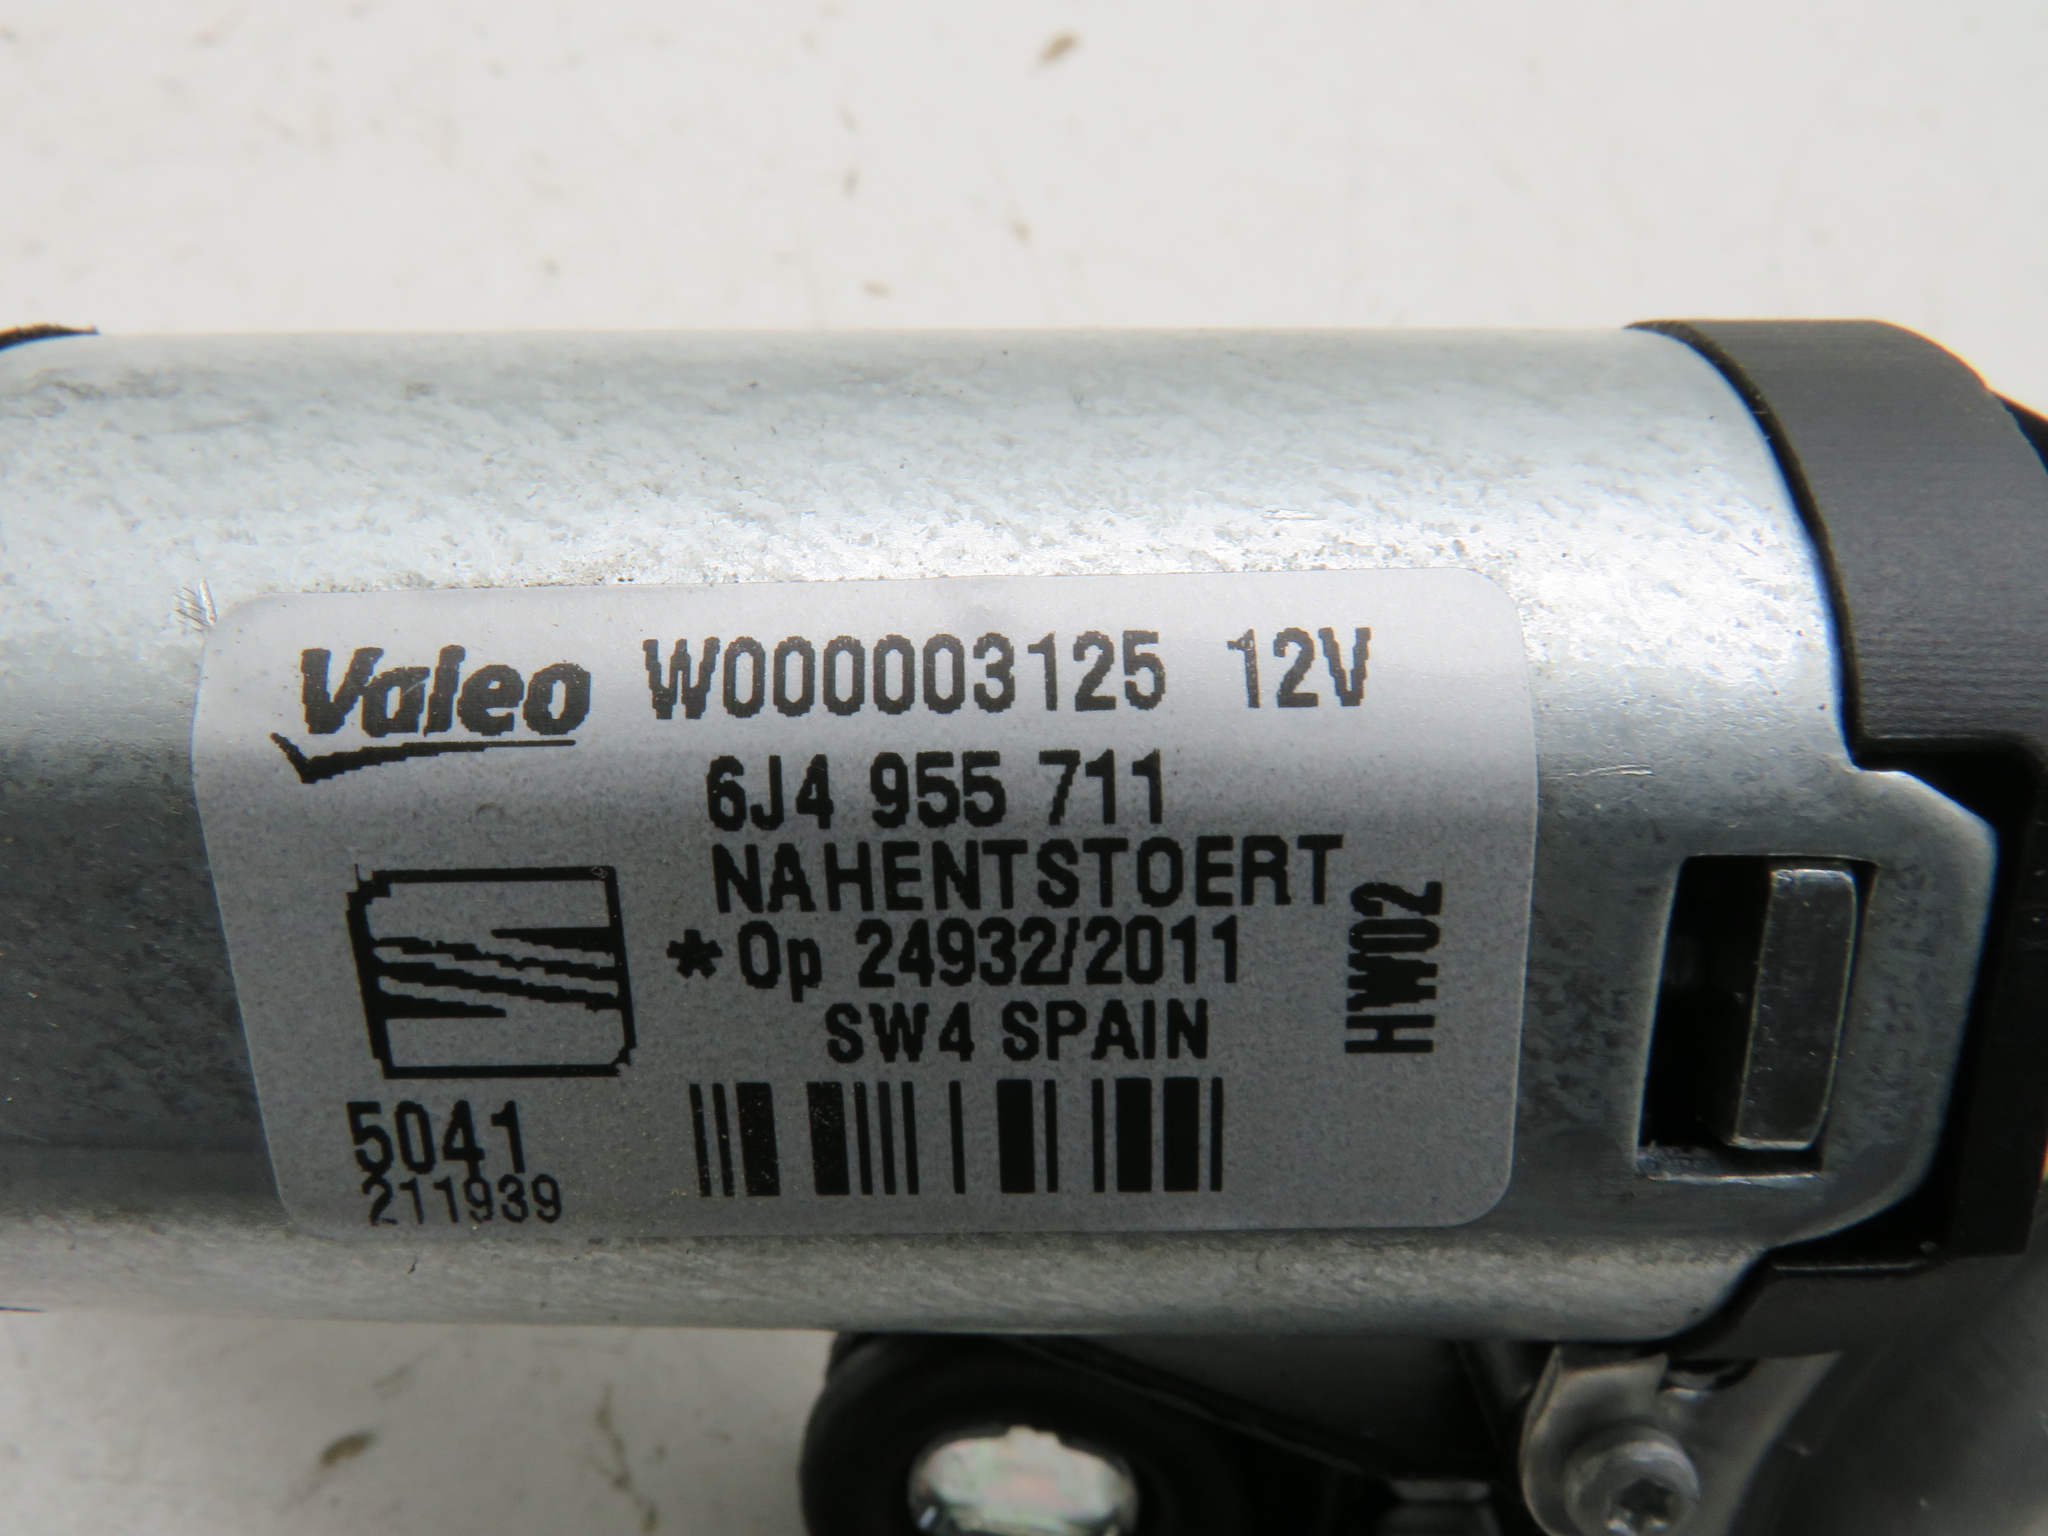 Valeo W000003125 12V
6J4 955 711
NAHENTSTOERT
*Op 24932/2011
SW4 SPAIN
HW02
5041
211939